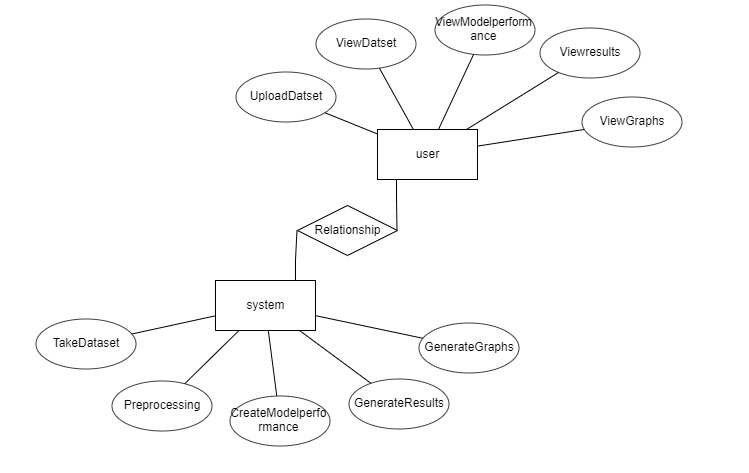 ViewModelperform
ance
ViewDatset
Viewresults
UploadDatset
ViewGraphs
user
Relationship
system
TakeDataset
GenerateGraphs
Preprocessing
GenerateResults
CreateModelperfo
rmance